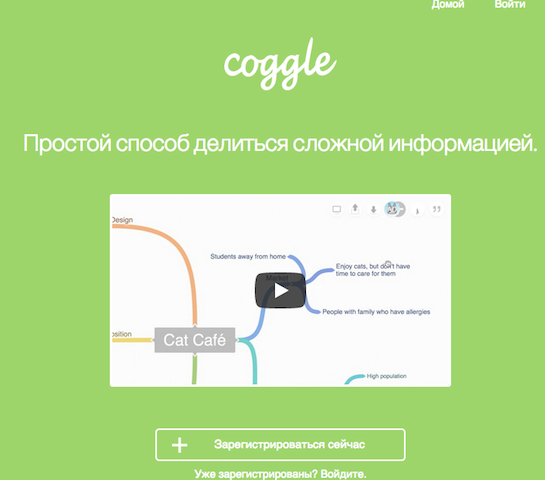 Домой Войти
coggle
Простой способ делиться сложной информацией.
Design
Students away from home
Enjoy cats, but don't have
time to care for them
People with family who have allergies
Cat Café
High population
Зарегистрироваться сейчас
Уже зарегистрированы? Войдите.